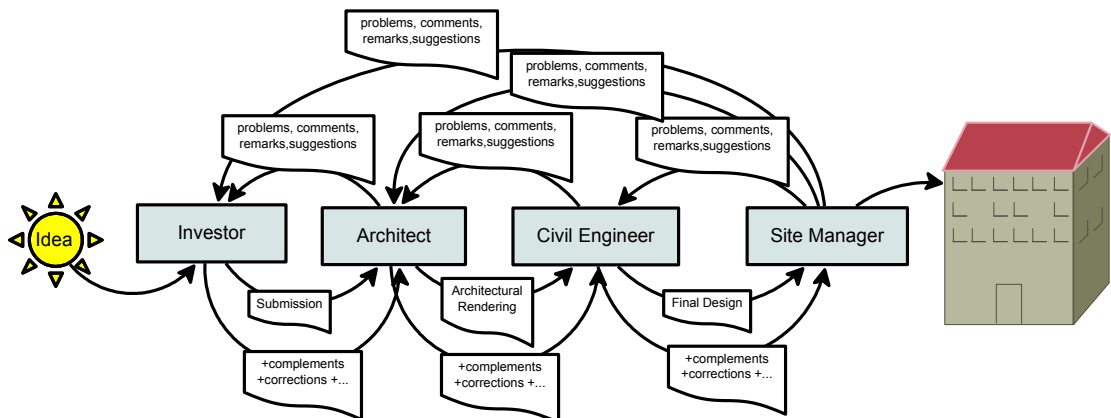 problems, comments,
remarks,suggestions
problems, comments,
remarks,suggestions
problems, comments,
remarks,suggestions
problems, comments,
remarks,suggestions
problems, comments,
remarks,suggestions
Idea
Investor
Architect
Civil Engineer
Site Manager
Submission
Architectural
Rendering
Final Design
+complements
+corrections +...
+complements
+corrections +...
+complements
+corrections +...